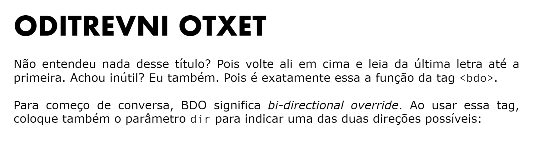 ODITREVNI OTXET
Não entendeu nada desse título? Pois volte ali em cima e leia da última letra até a
primeira. Achou inútil? Eu também. Pois é exatamente essa a função da tag <bdo>.
Para começo de conversa, BDO significa bi-directional override. Ao usar essa tag,
coloque também o parâmetro dir para indicar uma das duas direções possíveis: